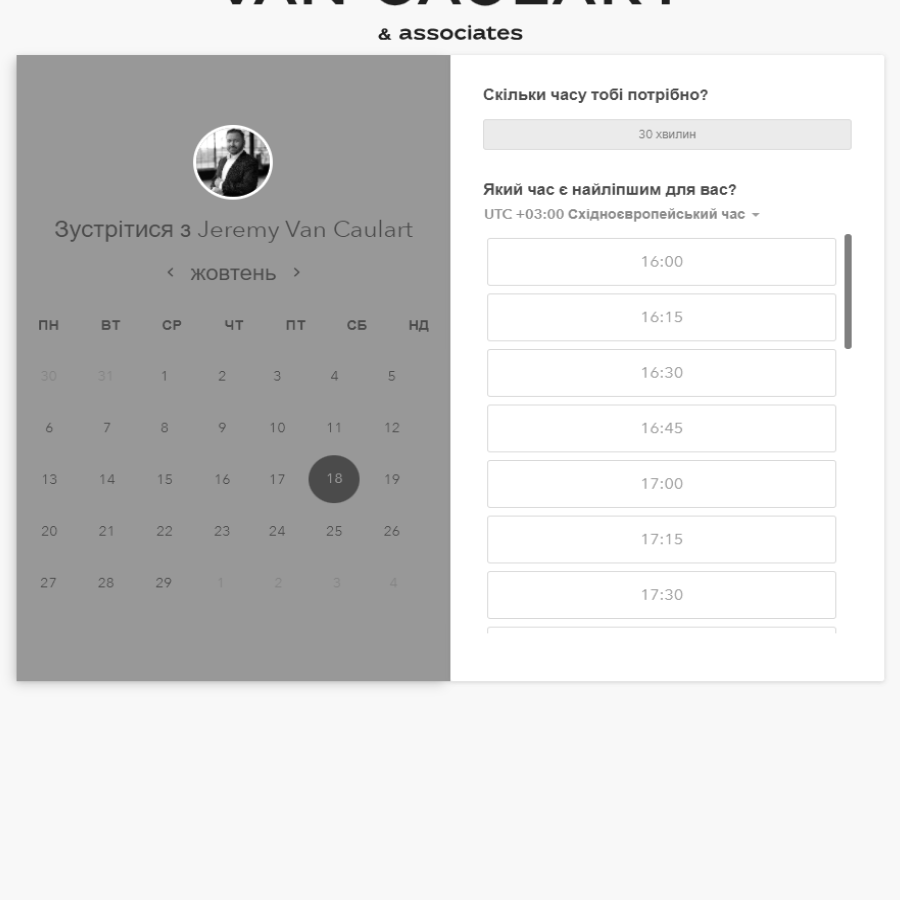 VAN CAULART
& associates
Зустрітися з Jeremy Van Caulart
жовтень
ПН ВТ СР ЧТ ПТ СБ НД
30 31 1 2 3 4 5
6 7 8 9 10 11 12
13 14 15 16 17 18 19
20 21 22 23 24 25 26
27 28 29 1 2 3 4
Скільки часу тобі потрібно?
30 хвилин
Який час є найліпшим для вас?
UTC +03:00 Східноєвропейський час
16:00
16:15
16:30
16:45
17:00
17:15
17:30